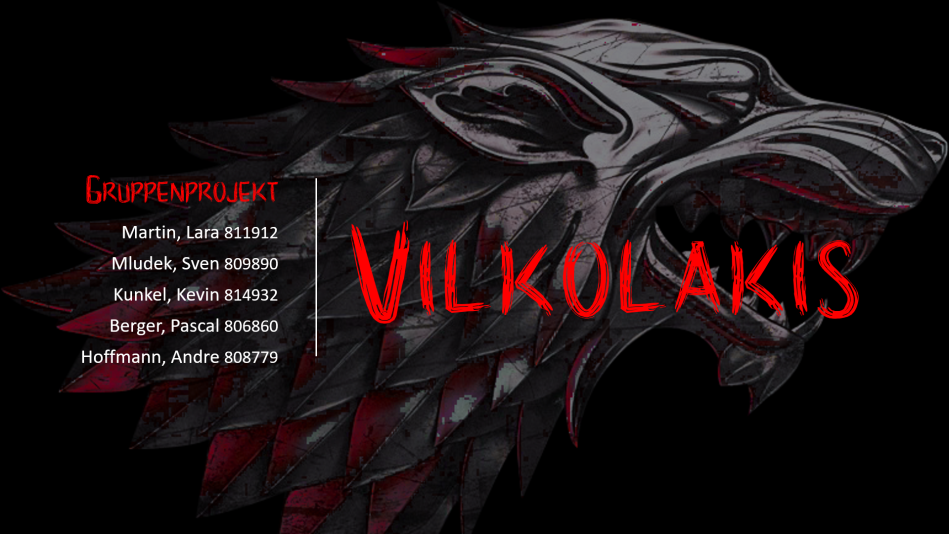 Gruppenprojekt
Martin, Lara 811912
Mludek, Sven 809890
Kunkel, Kevin 814932
Berger, Pascal 806860
Hoffmann, Andre 808779
Vilkolakis